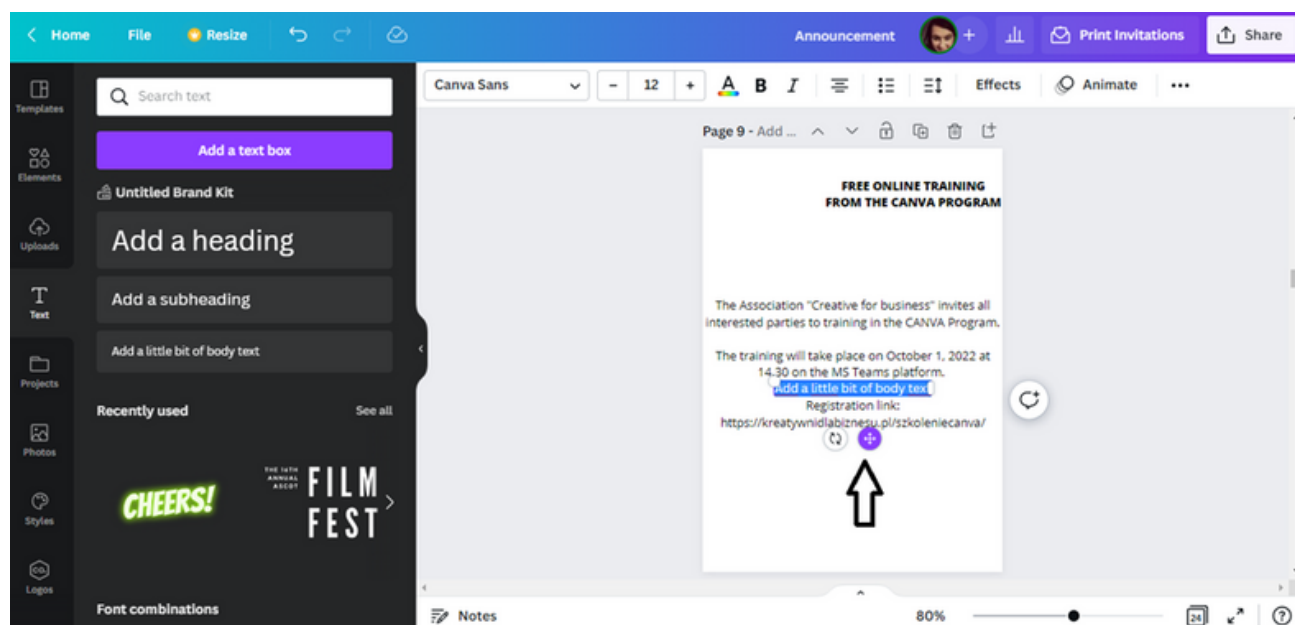 Home File Resize Announcement Print Invitations Share
Templates
Elements
Uploads
Text
Projects
Photos
Styles
CO.
Logos
Search text
Add a text box
Untitled Brand Kit
Add a heading
Add a subheading
Add a little bit of body text
Recently used See all
CHEERS!
THE 14TH
ANNUAL
ASCOT
FILM
FEST
Font combinations
Canva Sans – 12 + A B I Effects Animate
Page 9 - Add ...
FREE ONLINE TRAINING
FROM THE CANVA PROGRAM
The Association "Creative for business" invites all
interested parties to training in the CANVA Program.
The training will take place on October 1, 2022 at
14.30 on the MS Teams platform.
Add a little bit of body text
Registration link:
https://kreatywnidlabiznesu.pl/szkoleniecanva/
Notes 80% 24 ?